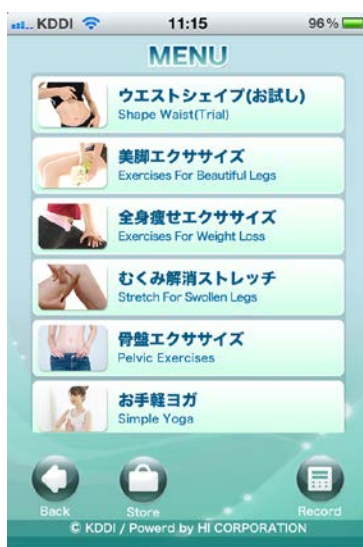 KDDI 11:15 96%
MENU
ウエストシェイプ(お試し)
Shape Waist(Trial)
美脚エクササイズ
Exercises For Beautiful Legs
全身痩せエクササイズ
Exercises For Weight Loss
むくみ解消ストレッチ
Stretch For Swollen Legs
骨盤エクササイズ
Pelvic Exercises
お手軽ヨガ
Simple Yoga
Back Store Record
© KDDI / Powerd by HI CORPORATION